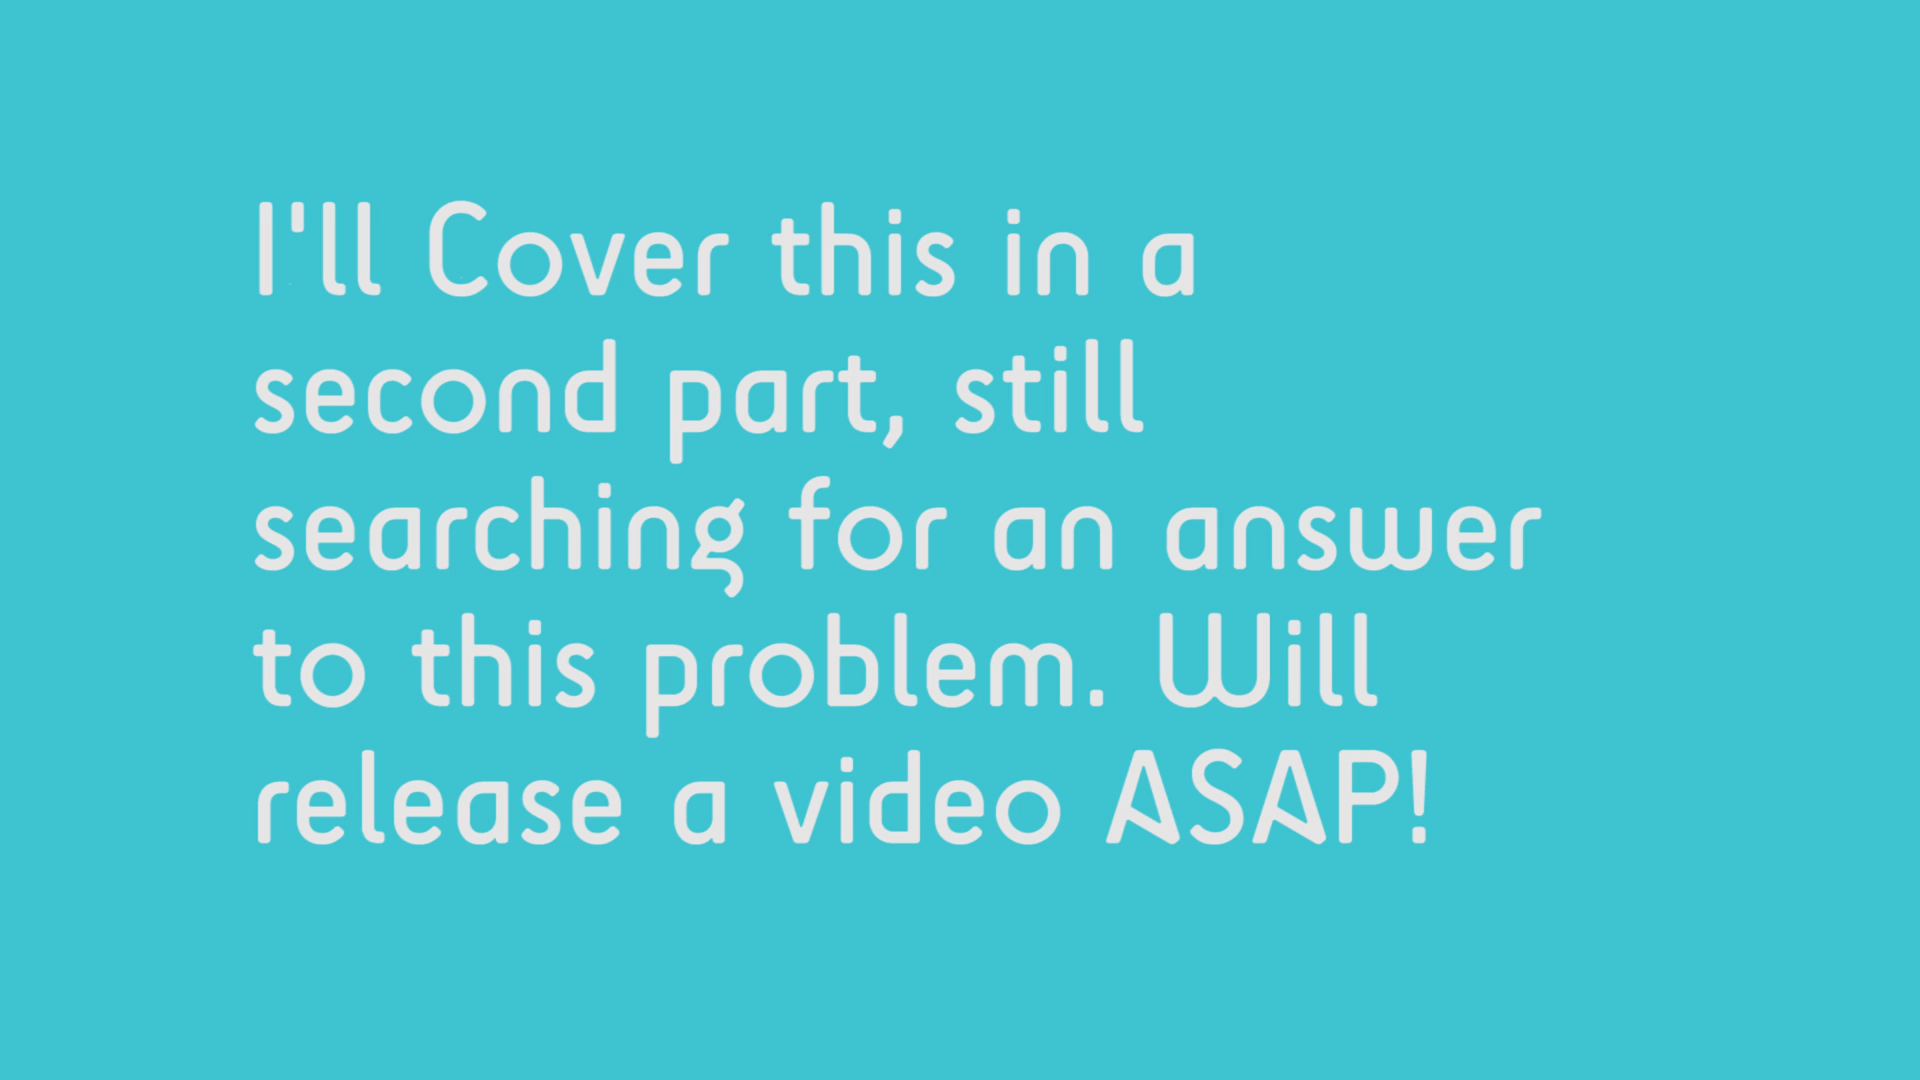 I'll Cover this in a
second part, still
searching for an answer
to this problem. Will
release a video ASAP!